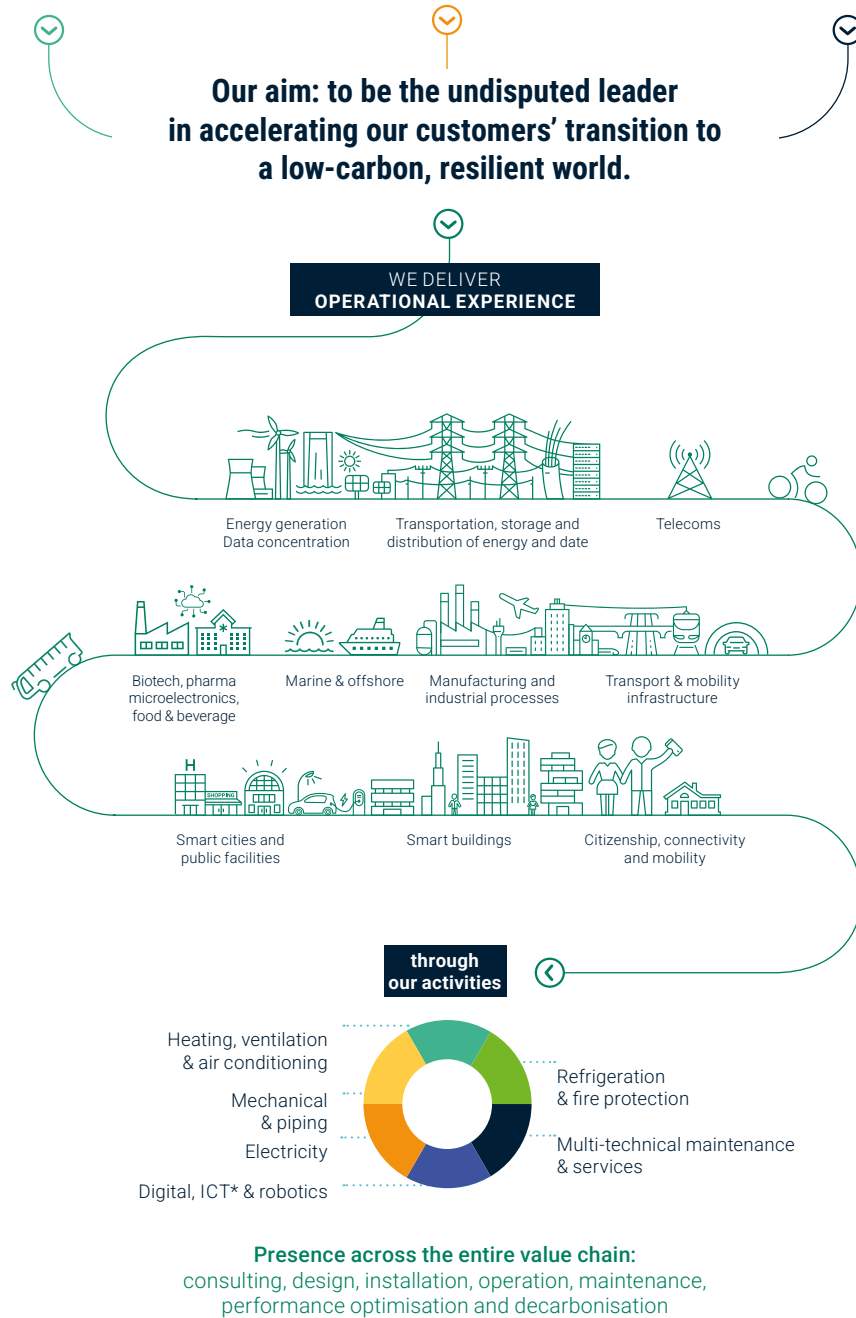 Our aim: to be the undisputed leader
in accelerating our customers’ transition to
a low-carbon, resilient world.
WE DELIVER
OPERATIONAL EXPERIENCE
Energy generation
Data concentration
Transportation, storage and
distribution of energy and date
Telecoms
Biotech, pharma
microelectronics,
food & beverage
Marine & offshore
Manufacturing and
industrial processes
Transport & mobility
infrastructure
H
SHOPPING
Smart cities and
public facilities
Smart buildings
Citizenship, connectivity
and mobility
through
our activities
Heating, ventilation
& air conditioning
Mechanical
& piping
Electricity
Digital, ICT* & robotics
Refrigeration
& fire protection
Multi-technical maintenance
& services
Presence across the entire value chain:
consulting, design, installation, operation, maintenance,
performance optimisation and decarbonisation